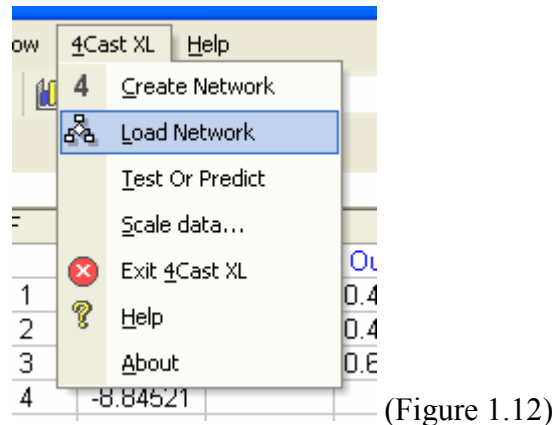 ow 4Cast XL Help
4 Create Network
Load Network
Test Or Predict
F
Scale data...
Exit 4Cast XL
Ou
1 0.4
Help
2 0.4
About
3 0.6
4 -8.84521
(Figure 1.12)